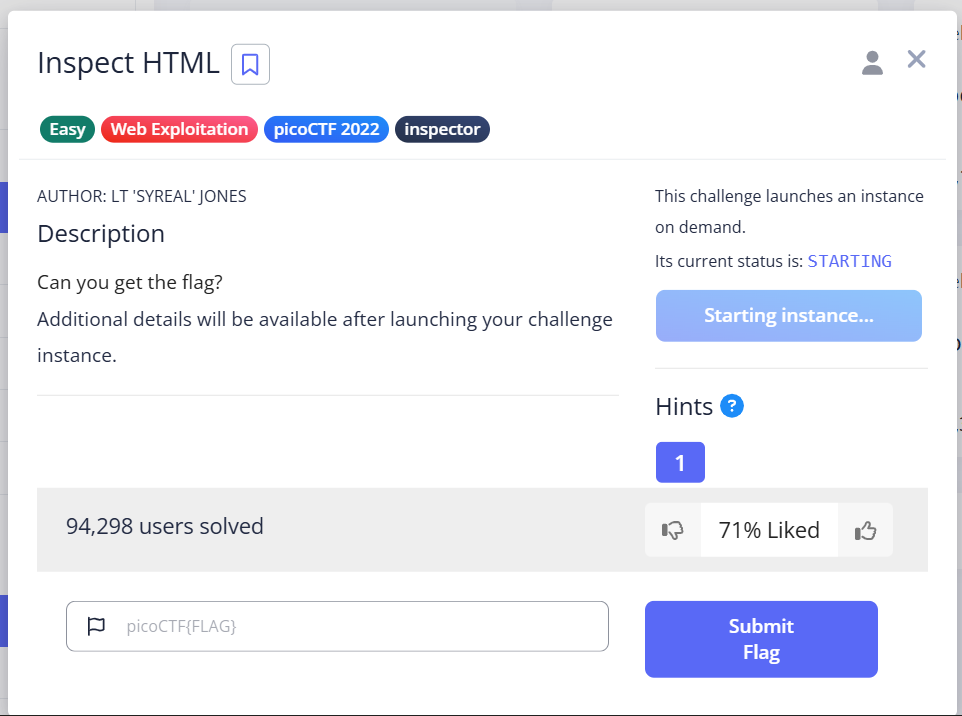 Inspect HTML
Easy Web Exploitation picoCTF 2022 inspector
AUTHOR: LT 'SYREAL' JONES
Description
Can you get the flag?
Additional details will be available after launching your challenge
instance.
This challenge launches an instance
on demand.
Its current status is: STARTING
Starting instance...
Hints ?
1
94,298 users solved
71% Liked
picoCTF{FLAG}
Submit
Flag